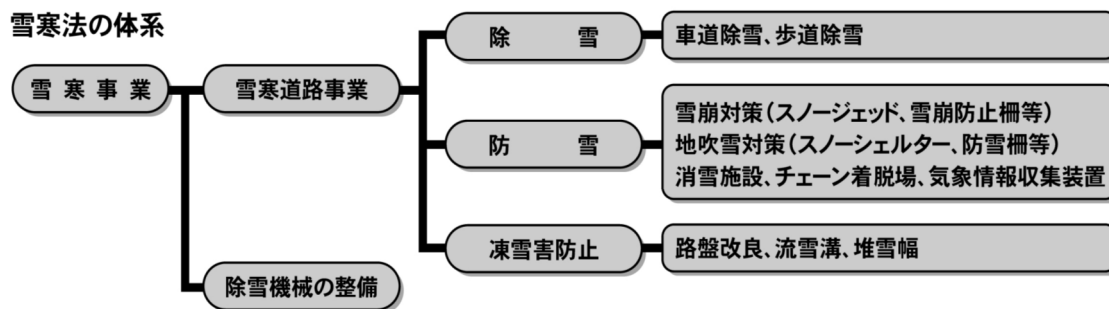 雪寒法の体系
雪寒事業
雪寒道路事業
除雪
車道除雪、歩道除雪
防雪
雪崩対策(スノージェッド、雪崩防止柵等)
地吹雪対策(スノーシェルター、防雪柵等)
消雪施設、チェーン着脱場、気象情報収集装置
凍雪害防止
路盤改良、流雪溝、堆雪幅
除雪機械の整備